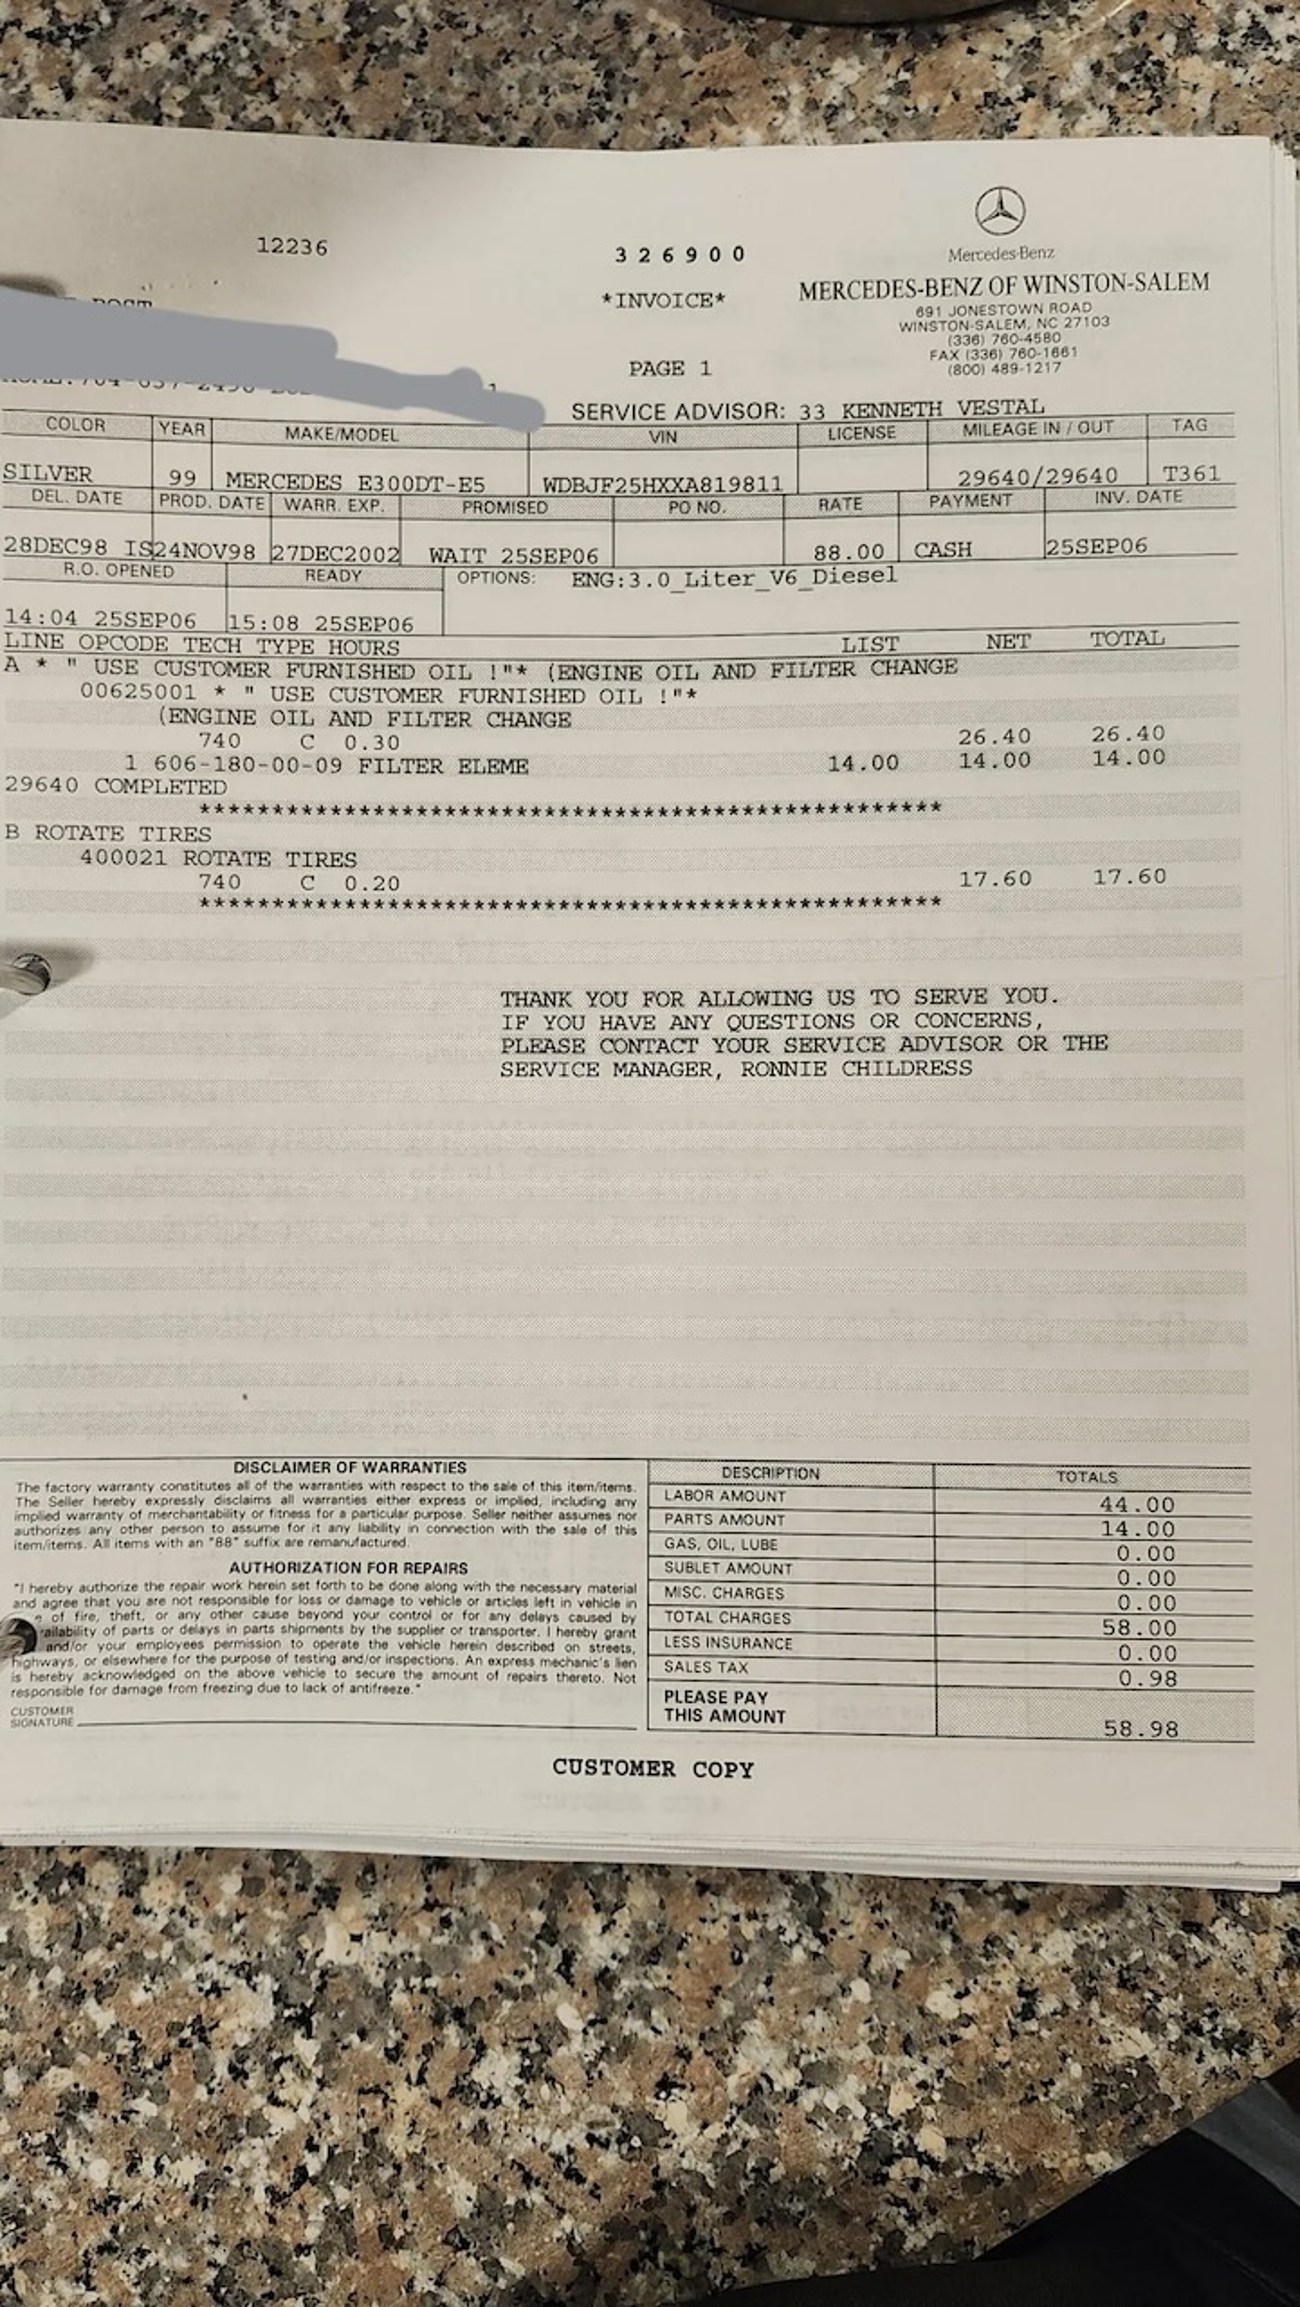 12236
326900
Mercedes-Benz
*INVOICE*
MERCEDES-BENZ OF WINSTON-SALEM
691 JONESTOWN ROAD
WINSTON-SALEM, NC 27103
(336) 760-4580
FAX (336) 760-1661
(800) 489-1217
PAGE 1
SERVICE ADVISOR: 33 KENNETH VESTAL
COLOR YEAR MAKE/MODEL VIN LICENSE MILEAGE IN / OUT TAG
SILVER 99 MERCEDES E300DT-E5 WDBJF25HXXA819811 29640/29640 T361
DEL. DATE PROD. DATE WARR. EXP. PROMISED PO NO. RATE PAYMENT INV. DATE
28DEC98 IS 24NOV98 27DEC2002 WAIT 25SEP06 88.00 CASH 25SEP06
R.O. OPENED READY OPTIONS: ENG:3.0_Liter_V6_Diesel
14:04 25SEP06 15:08 25SEP06
LINE OPCODE TECH TYPE HOURS LIST NET TOTAL
A * " USE CUSTOMER FURNISHED OIL !"* (ENGINE OIL AND FILTER CHANGE
00625001 * " USE CUSTOMER FURNISHED OIL !"*
(ENGINE OIL AND FILTER CHANGE
740 C 0.30 26.40 26.40
1 606-180-00-09 FILTER ELEME 14.00 14.00 14.00
29640 COMPLETED
***************************************************
B ROTATE TIRES
400021 ROTATE TIRES
740 C 0.20 17.60 17.60
***************************************************
THANK YOU FOR ALLOWING US TO SERVE YOU.
IF YOU HAVE ANY QUESTIONS OR CONCERNS,
PLEASE CONTACT YOUR SERVICE ADVISOR OR THE
SERVICE MANAGER, RONNIE CHILDRESS
DISCLAIMER OF WARRANTIES
The factory warranty constitutes all of the warranties with respect to the sale of this item/items.
The Seller hereby expressly disclaims all warranties either express or implied, including any
implied warranty of merchantability or fitness for a particular purpose. Seller neither assumes nor
authorizes any other person to assume for it any liability in connection with the sale of this
item/items. All items with an "88" suffix are remanufactured.
AUTHORIZATION FOR REPAIRS
"I hereby authorize the repair work herein set forth to be done along with the necessary material
and agree that you are not responsible for loss or damage to vehicle or articles left in vehicle in
of fire, theft, or any other cause beyond your control or for any delays caused by
ailability of parts or delays in parts shipments by the supplier or transporter. I hereby grant
and/or your employees permission to operate the vehicle herein described on streets,
highways, or elsewhere for the purpose of testing and/or inspections. An express mechanic's lien
is hereby acknowledged on the above vehicle to secure the amount of repairs thereto. Not
responsible for damage from freezing due to lack of antifreeze."
CUSTOMER
SIGNATURE
DESCRIPTION TOTALS
LABOR AMOUNT 44.00
PARTS AMOUNT 14.00
GAS, OIL, LUBE 0.00
SUBLET AMOUNT 0.00
MISC. CHARGES 0.00
TOTAL CHARGES 58.00
LESS INSURANCE 0.00
SALES TAX 0.98
PLEASE PAY
THIS AMOUNT 58.98
CUSTOMER COPY